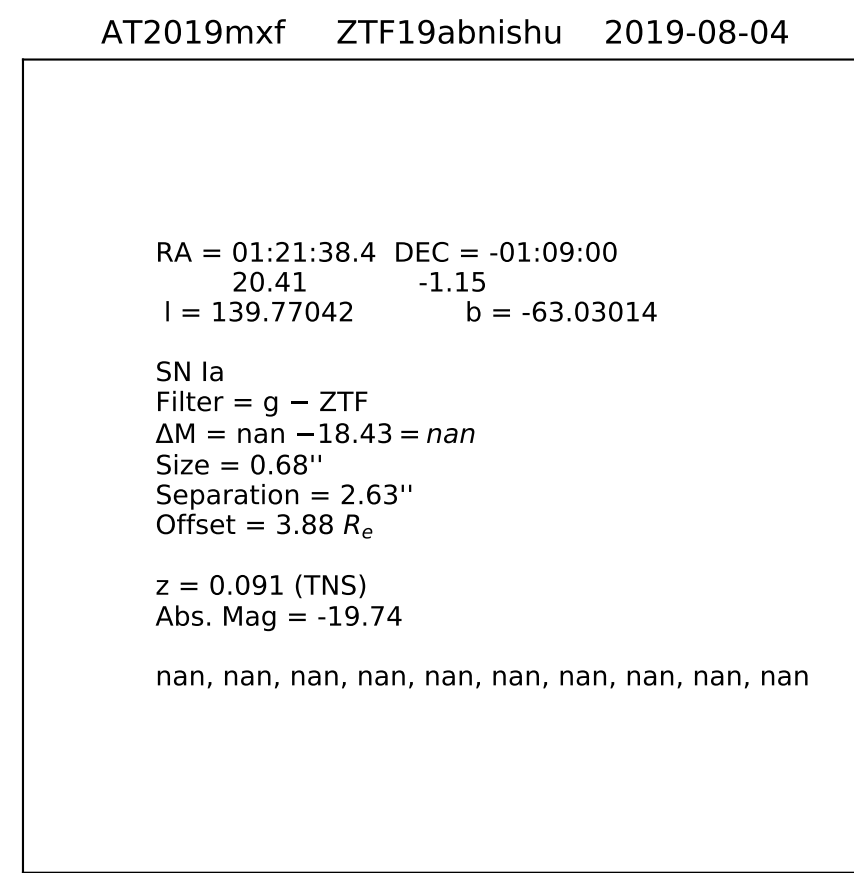 AT2019mxf ZTF19abnishu 2019-08-04
RA = 01:21:38.4 DEC = -01:09:00
20.41 -1.15
l = 139.77042 b = -63.03014
SN Ia
Filter = g − ZTF
ΔM = nan −18.43 = nan
Size = 0.68''
Separation = 2.63''
Offset = 3.88 Rₑ
z = 0.091 (TNS)
Abs. Mag = -19.74
nan, nan, nan, nan, nan, nan, nan, nan, nan, nan